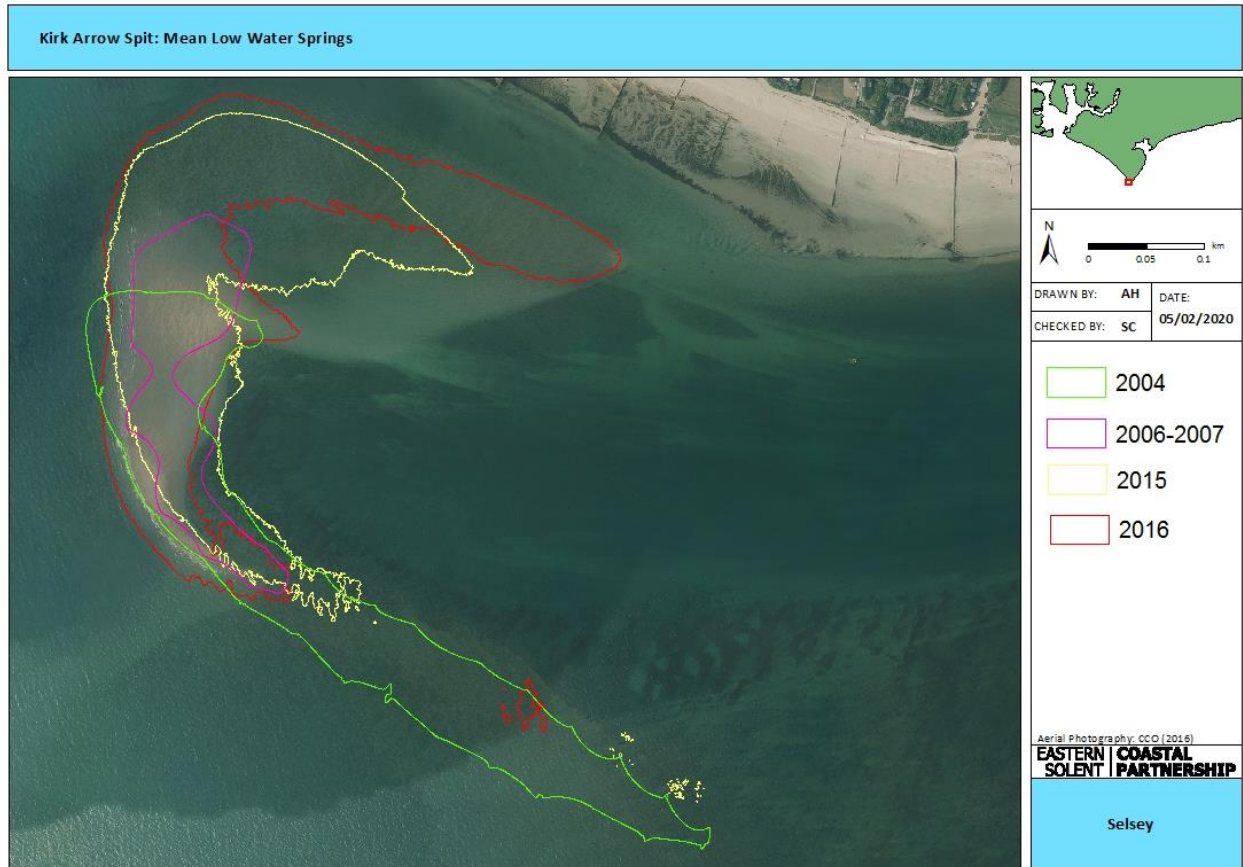 Kirk Arrow Spit: Mean Low Water Springs
N
km
0 0.05 0.1
DRAWN BY: AH
DATE:
05/02/2020
CHECKED BY: SC
2004
2006-2007
2015
2016
Aerial Photography: CCO (2016)
EASTERN SOLENT | COASTAL PARTNERSHIP
Selsey